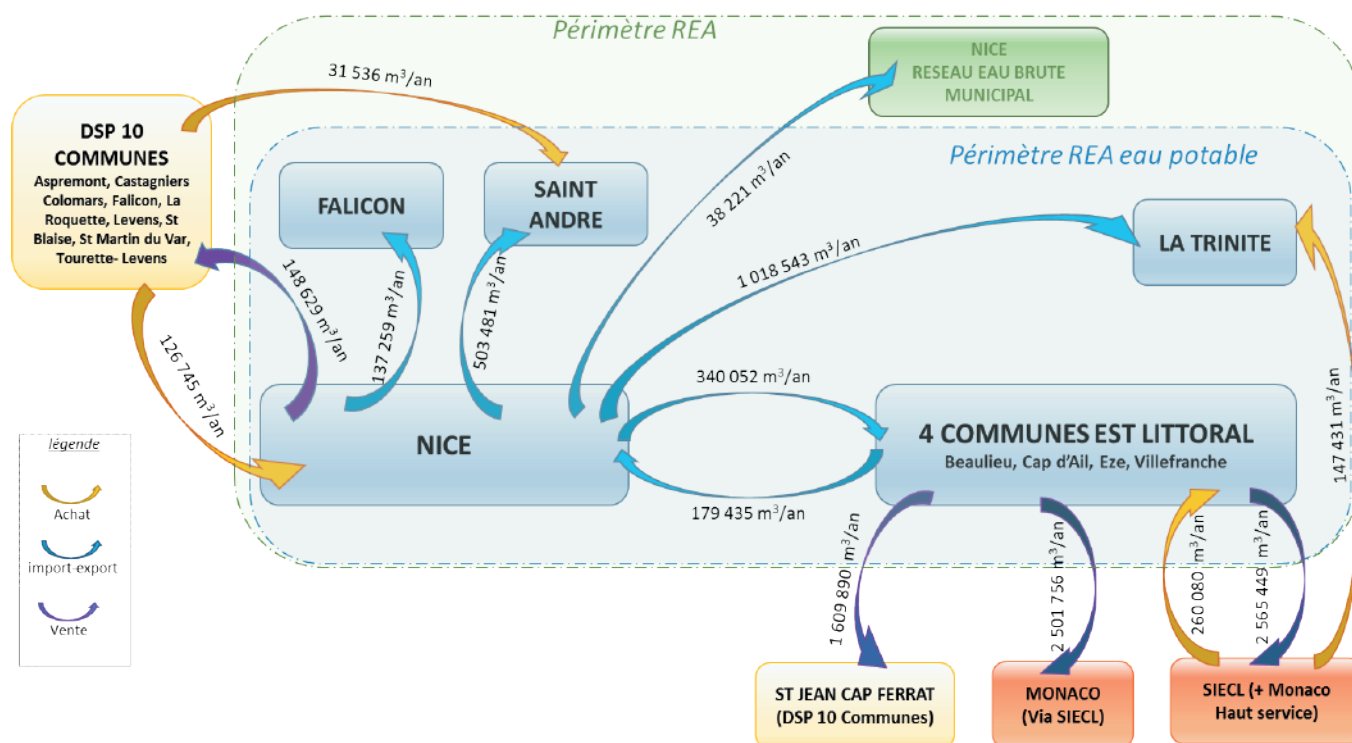 Périmètre REA
NICE
RESEAU EAU BRUTE
MUNICIPAL
31 536 m³/an
DSP 10
COMMUNES
Aspremont, Castagniers
Colomars, Falicon, La
Roquette, Levens, St
Blaise, St Martin du Var,
Tourette- Levens
Périmètre REA eau potable
FALICON
SAINT
ANDRE
38 221 m³/an
LA TRINITE
1 018 543 m³/an
148 629 m³/an
137 259 m³/an
503 481 m³/an
126 745 m³/an
340 052 m³/an
NICE
4 COMMUNES EST LITTORAL
Beaulieu, Cap d'Ail, Eze, Villefranche
147 431 m³/an
179 435 m³/an
légende
Achat
import-export
Vente
1 609 890 m³/an
2 501 756 m³/an
260 080 m³/an
2 565 449 m³/an
ST JEAN CAP FERRAT
(DSP 10 Communes)
MONACO
(Via SIECL)
SIECL (+ Monaco
Haut service)